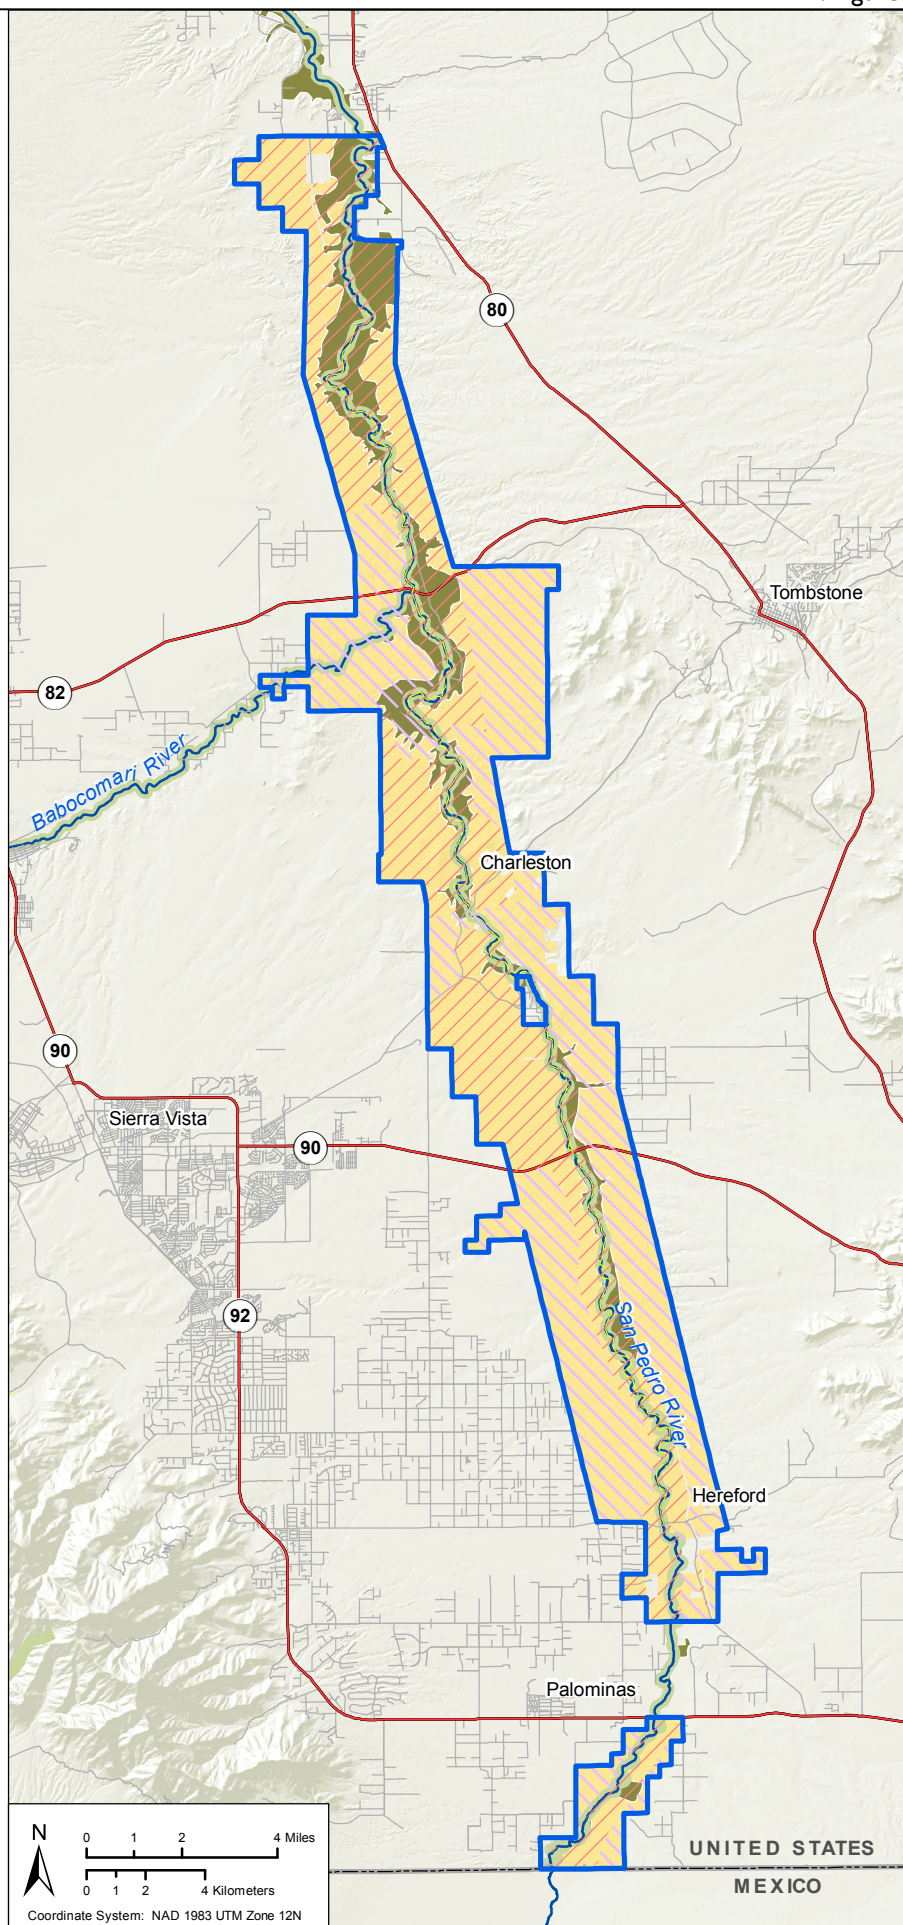 80
Tombstone
82
Babocomari River
Charleston
90
Sierra Vista
90
92
San Pedro River
Hereford
Palominas
UNITED STATES
MEXICO
N
0 1 2 4 Miles
0 1 2 4 Kilometers
Coordinate System: NAD 1983 UTM Zone 12N